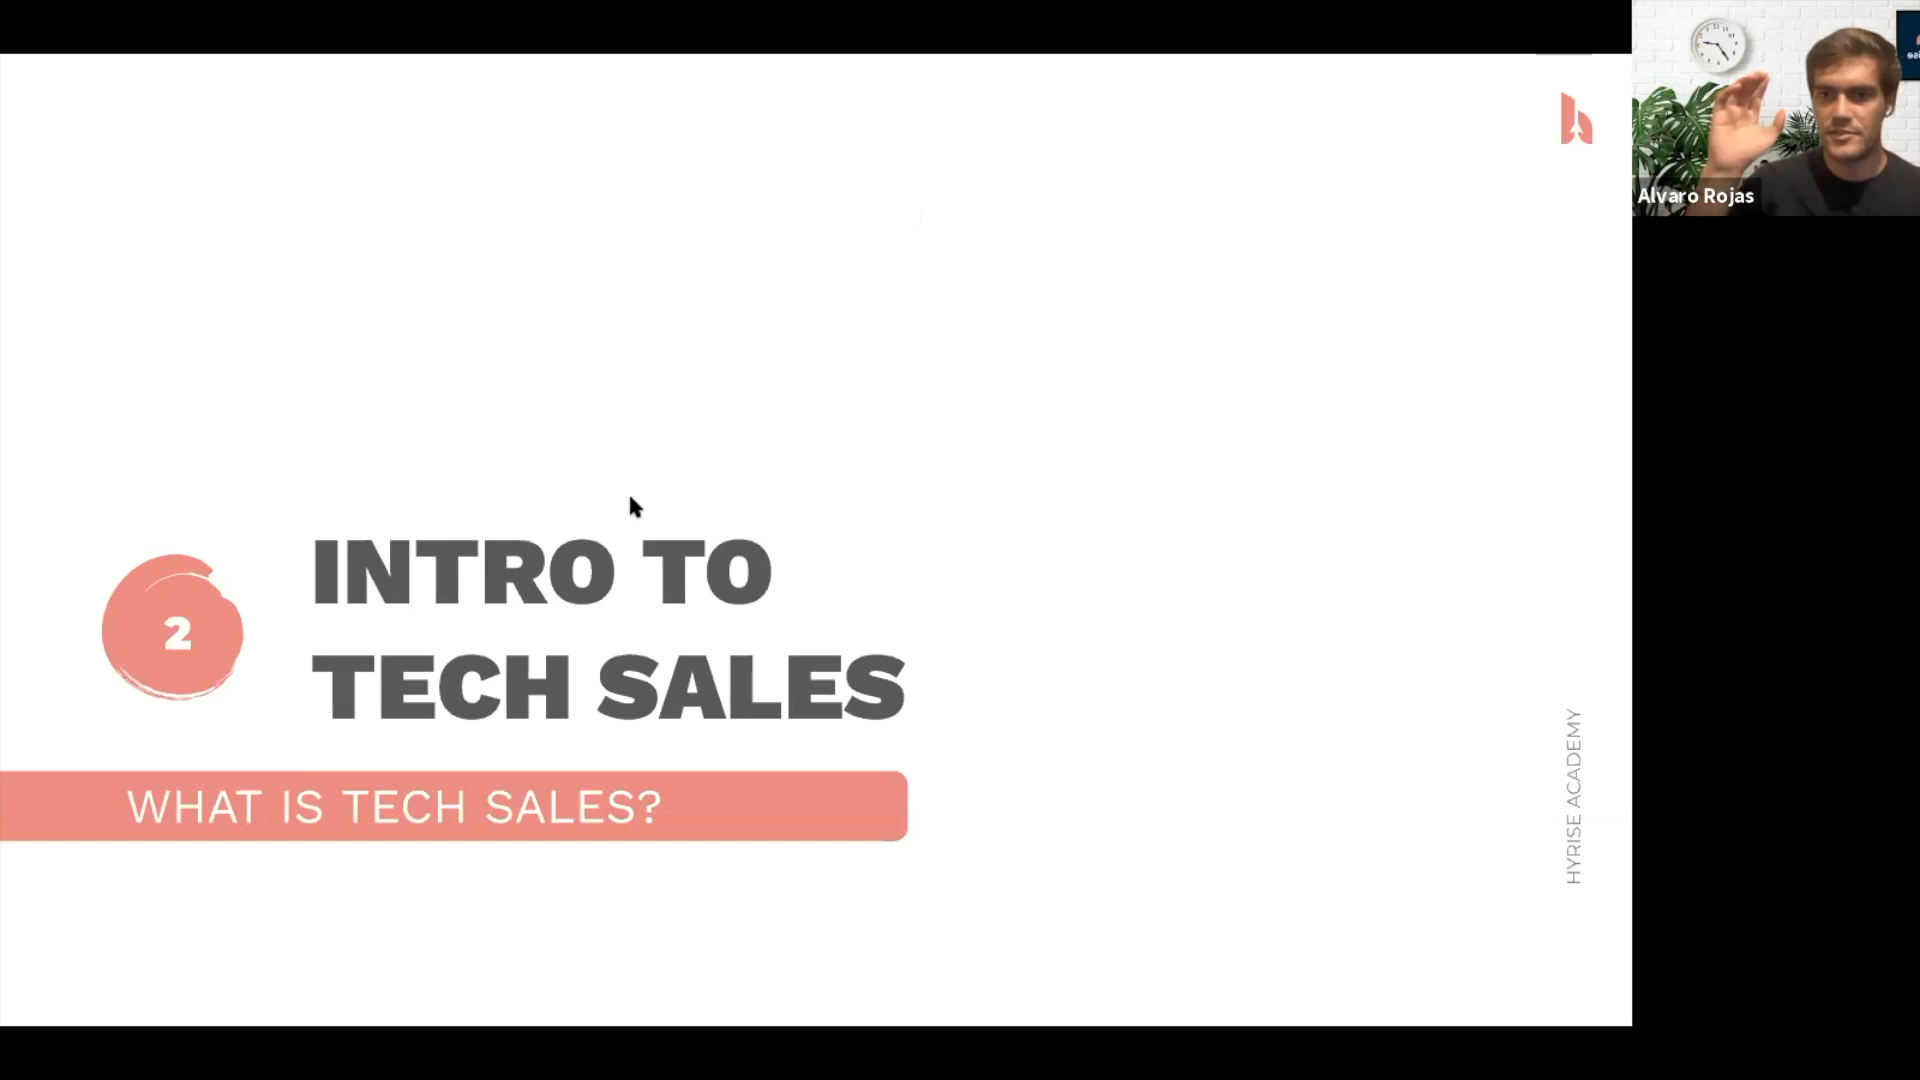 Alvaro Rojas
INTRO TO
2
TECH SALES
WHAT IS TECH SALES?
HYRISE ACADEMY